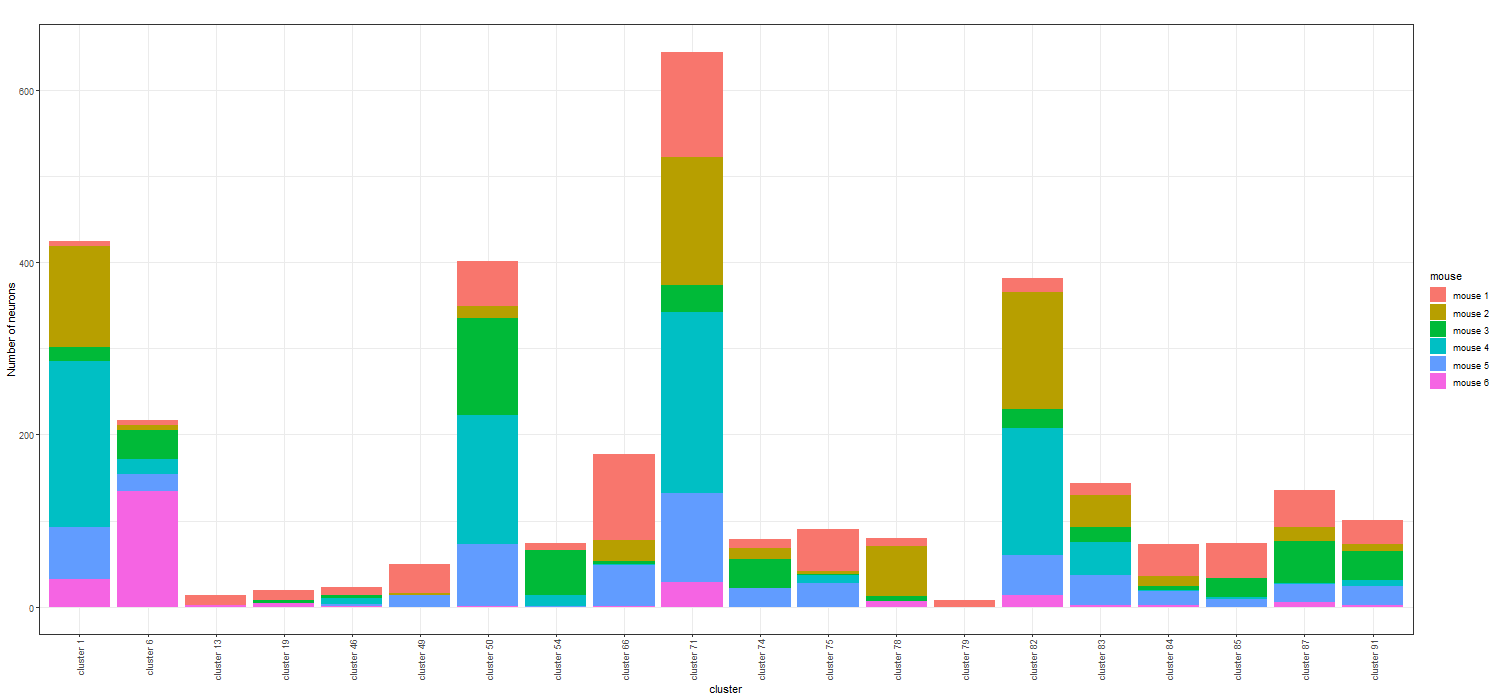 Number of neurons
600
400
200
0
cluster 1
cluster 6
cluster 13
cluster 19
cluster 46
cluster 49
cluster 50
cluster 54
cluster 66
cluster 71
cluster 74
cluster 75
cluster 78
cluster 79
cluster 82
cluster 83
cluster 84
cluster 85
cluster 87
cluster 91
cluster
mouse
mouse 1
mouse 2
mouse 3
mouse 4
mouse 5
mouse 6